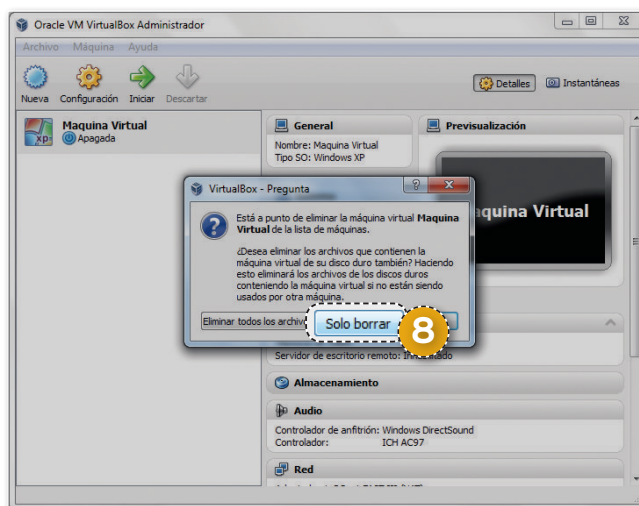 Oracle VM VirtualBox Administrador
Archivo Máquina Ayuda
Nueva Configuración Iniciar Descartar
Detalles Instantáneas
Maquina Virtual
Apagada
xp
General
Nombre: Maquina Virtual
Tipo SO: Windows XP
Previsualización
aquina Virtual
VirtualBox - Pregunta
Está a punto de eliminar la máquina virtual Maquina
Virtual de la lista de máquinas.
¿Desea eliminar los archivos que contienen la
máquina virtual de su disco duro también? Haciendo
esto eliminará los archivos de los discos duros
conteniendo la máquina virtual si no están siendo
usados por otra máquina.
Eliminar todos los archiv
Solo borrar
8
Servidor de escritorio remoto:
Almacenamiento
Audio
Controlador de anfitrión: Windows DirectSound
Controlador: ICH AC97
Red